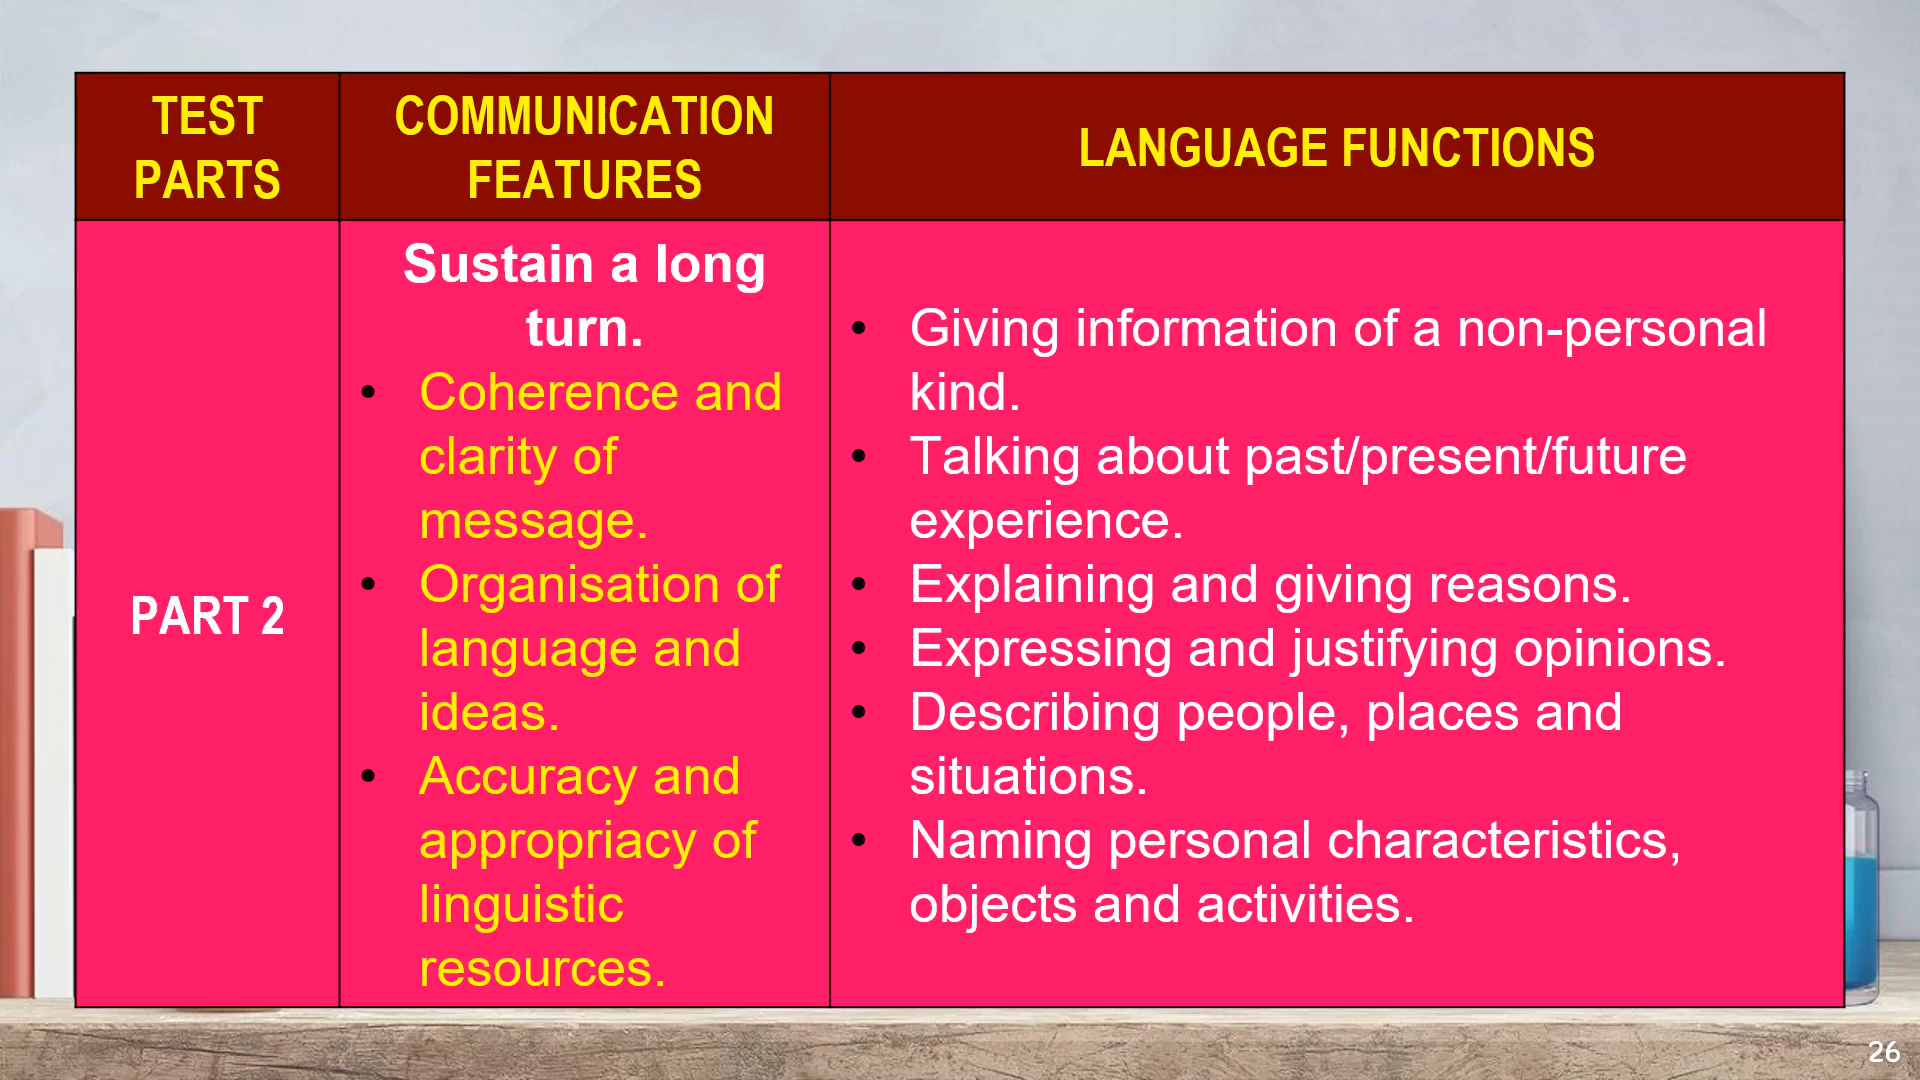 TEST
PARTS
COMMUNICATION
FEATURES
LANGUAGE FUNCTIONS
PART 2
Sustain a long
turn.
• Coherence and
clarity of
message.
• Organisation of
language and
ideas.
• Accuracy and
appropriacy of
linguistic
resources.
• Giving information of a non-personal
kind.
• Talking about past/present/future
experience.
• Explaining and giving reasons.
• Expressing and justifying opinions.
• Describing people, places and
situations.
• Naming personal characteristics,
objects and activities.
26